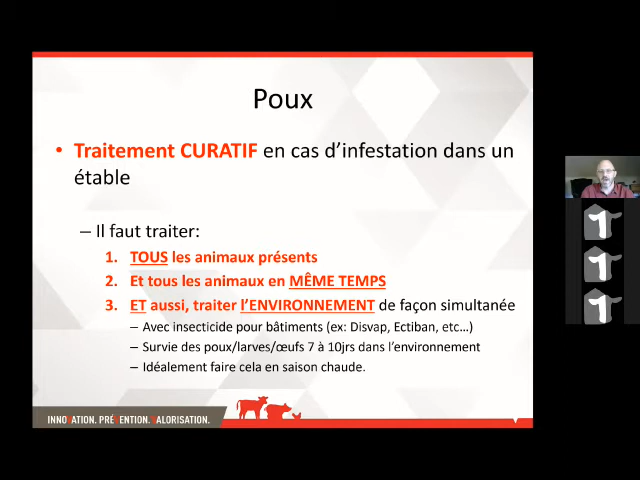 Poux
• Traitement CURATIF en cas d’infestation dans un
étable
– Il faut traiter:
1. TOUS les animaux présents
2. Et tous les animaux en MÊME TEMPS
3. ET aussi, traiter l’ENVIRONNEMENT de façon simultanée
– Avec insecticide pour bâtiments (ex: Disvap, Ectiban, etc…)
– Survie des poux/larves/œufs 7 à 10jrs dans l’environnement
– Idéalement faire cela en saison chaude.
INNOVATION. PRÉVENTION. VALORISATION.
1
1
1